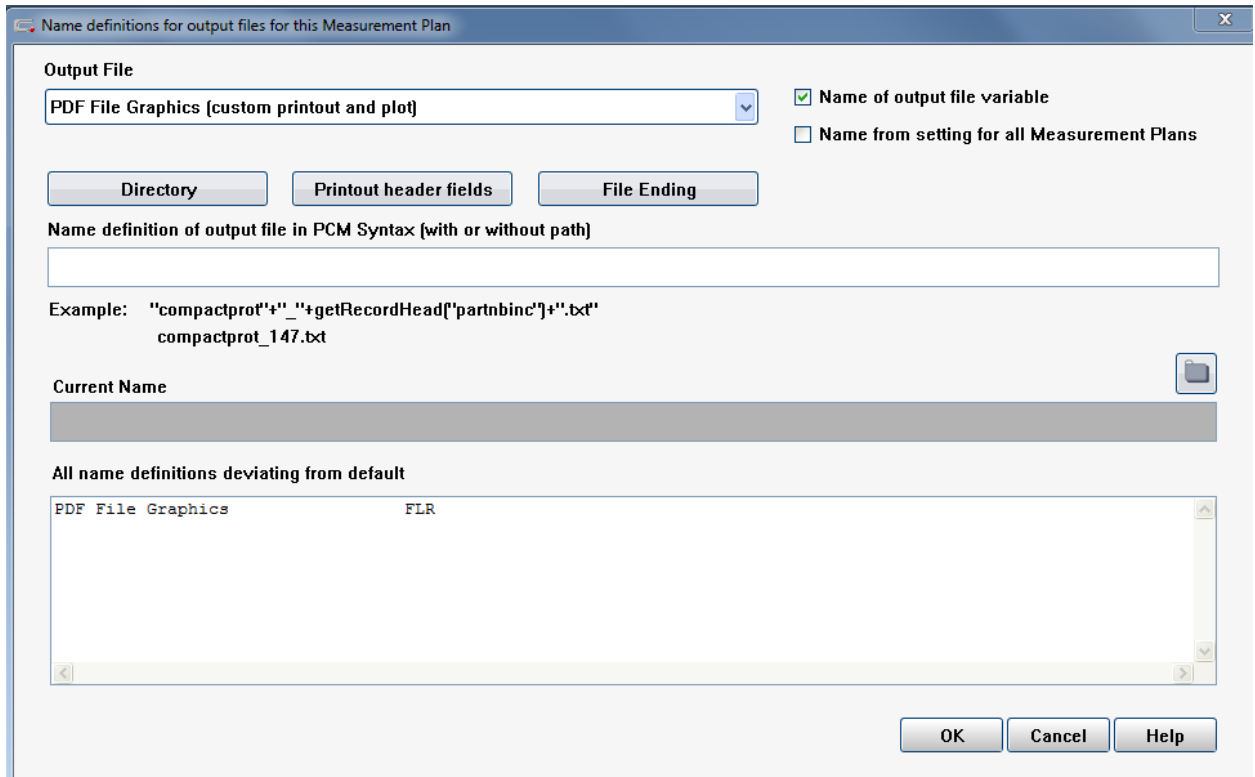 Name definitions for output files for this Measurement Plan
x
Output File
PDF File Graphics (custom printout and plot)
Name of output file variable
Name from setting for all Measurement Plans
Directory
Printout header fields
File Ending
Name definition of output file in PCM Syntax (with or without path)
Example: "compactprot"+"_"+getRecordHead("partnbinc")+".txt"
compactprot_147.txt
Current Name
All name definitions deviating from default
PDF File Graphics FLR
OK Cancel Help